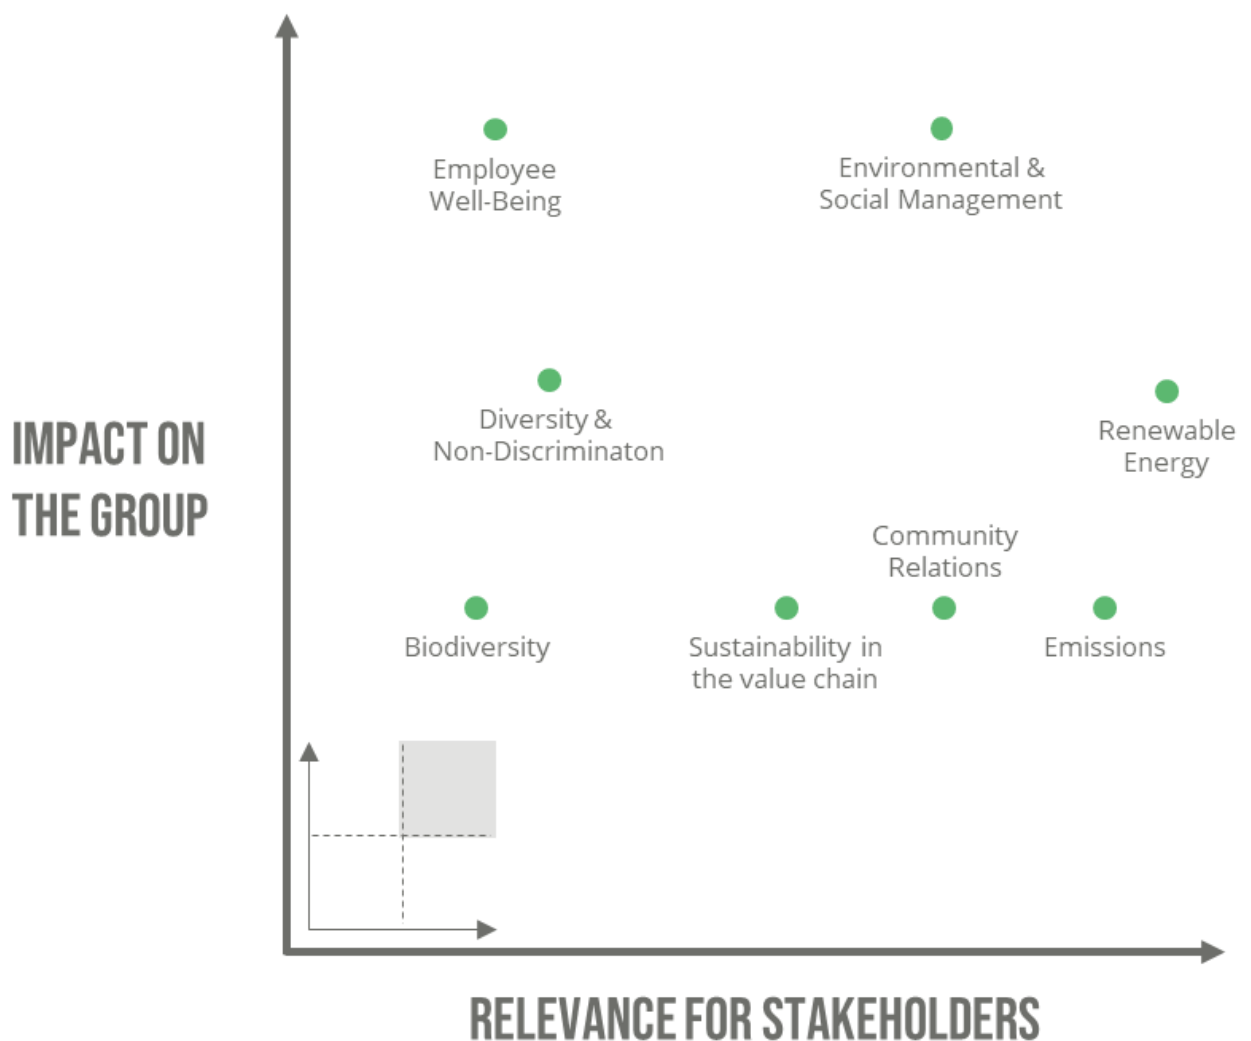 Employee
Well-Being
Environmental &
Social Management
Diversity &
Non-Discriminaton
Renewable
Energy
IMPACT ON
THE GROUP
Community
Relations
Biodiversity
Sustainability in
the value chain
Emissions
RELEVANCE FOR STAKEHOLDERS